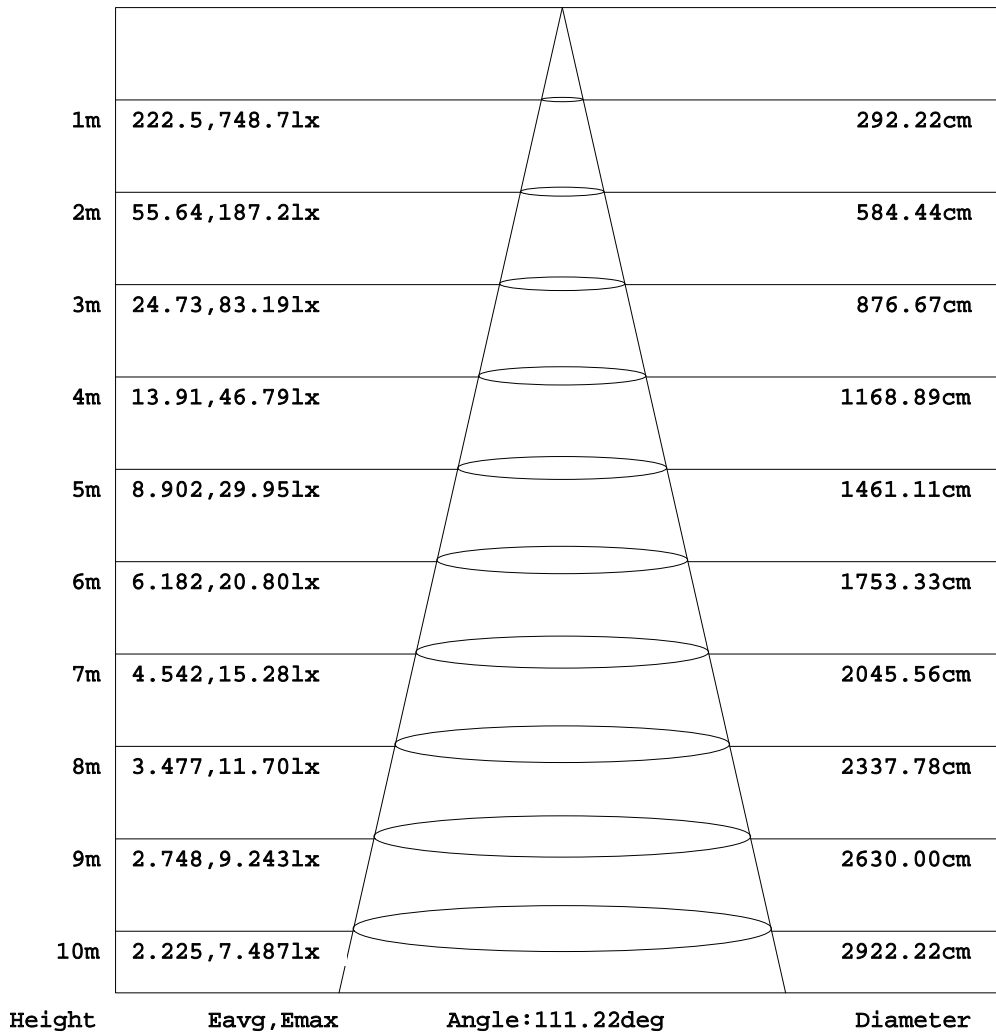 1m 222.5,748.7lx 292.22cm
2m 55.64,187.2lx 584.44cm
3m 24.73,83.19lx 876.67cm
4m 13.91,46.79lx 1168.89cm
5m 8.902,29.95lx 1461.11cm
6m 6.182,20.80lx 1753.33cm
7m 4.542,15.28lx 2045.56cm
8m 3.477,11.70lx 2337.78cm
9m 2.748,9.243lx 2630.00cm
10m 2.225,7.487lx 2922.22cm
Height Eavg,Emax Angle:111.22deg Diameter